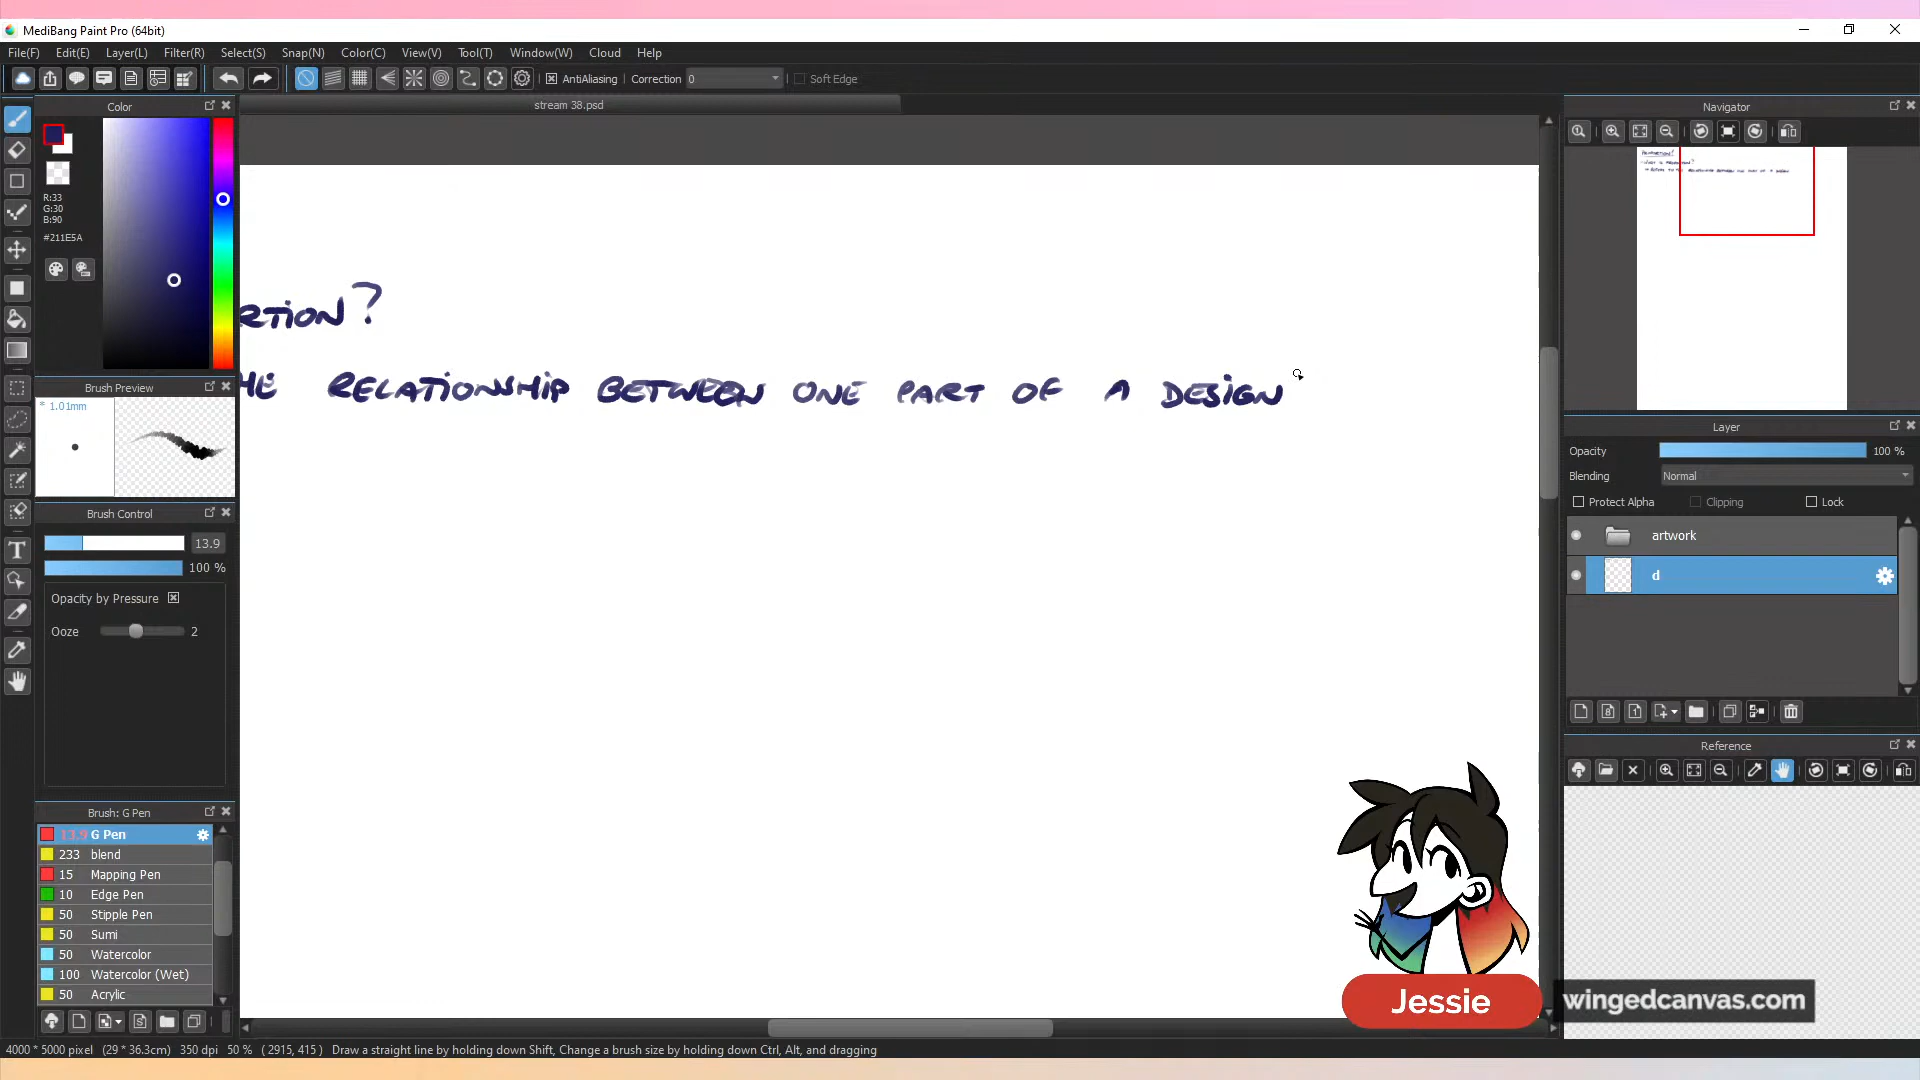 MediBang Paint Pro (64bit)
File(F) Edit(E) Layer(L) Filter(R) Select(S) Snap(N) Color(C) View(V) Tool(T) Window(W) Cloud Help
AntiAliasing Correction 0 Soft Edge
Color
stream 38.psd
Navigator
R:33
G:30
B:90
#211E5A
RTION?
HE RELATIONSHIP BETWEEN ONE PART OF A DESIGN
Brush Preview
* 1.01mm
Layer
Opacity 100 %
Blending Normal
Protect Alpha Clipping Lock
artwork
d
Brush Control
13.9
100 %
Opacity by Pressure
Ooze 2
Reference
Brush: G Pen
13.9 G Pen
233 blend
15 Mapping Pen
10 Edge Pen
50 Stipple Pen
50 Sumi
50 Watercolor
100 Watercolor (Wet)
50 Acrylic
Jessie
wingedcanvas.com
4000 * 5000 pixel (29 * 36.3cm) 350 dpi 50 % ( 2915, 415 ) Draw a straight line by holding down Shift, Change a brush size by holding down Ctrl, Alt, and dragging